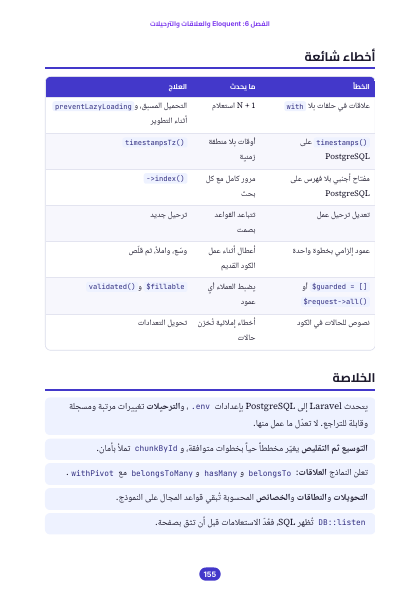 الفصل 6: Eloquent والعلاقات والترحيلات
أخطاء شائعة
الخطأ ما يحدث العلاج
علاقات في حلقات بلا with N + 1 استعلام التحميل المسبق، و preventLazyLoading
أثناء التطوير
timestamps() على أوقات بلا منطقة timestampsTz()
PostgreSQL زمنية
مفتاح أجنبي بلا فهرس على مرور كامل مع كل ->index()
PostgreSQL بحث
تعديل ترحيل عمل تتباعد القواعد ترحيل جديد
بصمت
عمود إلزامي بخطوة واحدة أعطال أثناء عمل وسّع، واملأ، ثم قلّص
الكود القديم
$guarded = [] أو يضبط العملاء أي $fillable و validated()
$request->all() عمود
نصوص للحالات في الكود أخطاء إملائية تُخزن تحويل التعدادات
حالات
الخلاصة
يتحدث Laravel إلى PostgreSQL بإعدادات .env، والترحيلات تغييرات مرتبة ومسجلة
وقابلة للتراجع. لا تعدّل ما عمل منها.
التوسيع ثم التقليص يغيّر مخططاً حياً بخطوات متوافقة، و chunkById تملأ بأمان.
تعلن النماذج العلاقات: belongsTo و hasMany و belongsToMany مع withPivot.
التحويلات والنطاقات والخصائص المحسوبة تُبقي قواعد المجال على النموذج.
DB::listen تُظهر SQL، فعُدّ الاستعلامات قبل أن تثق بصفحة.
155